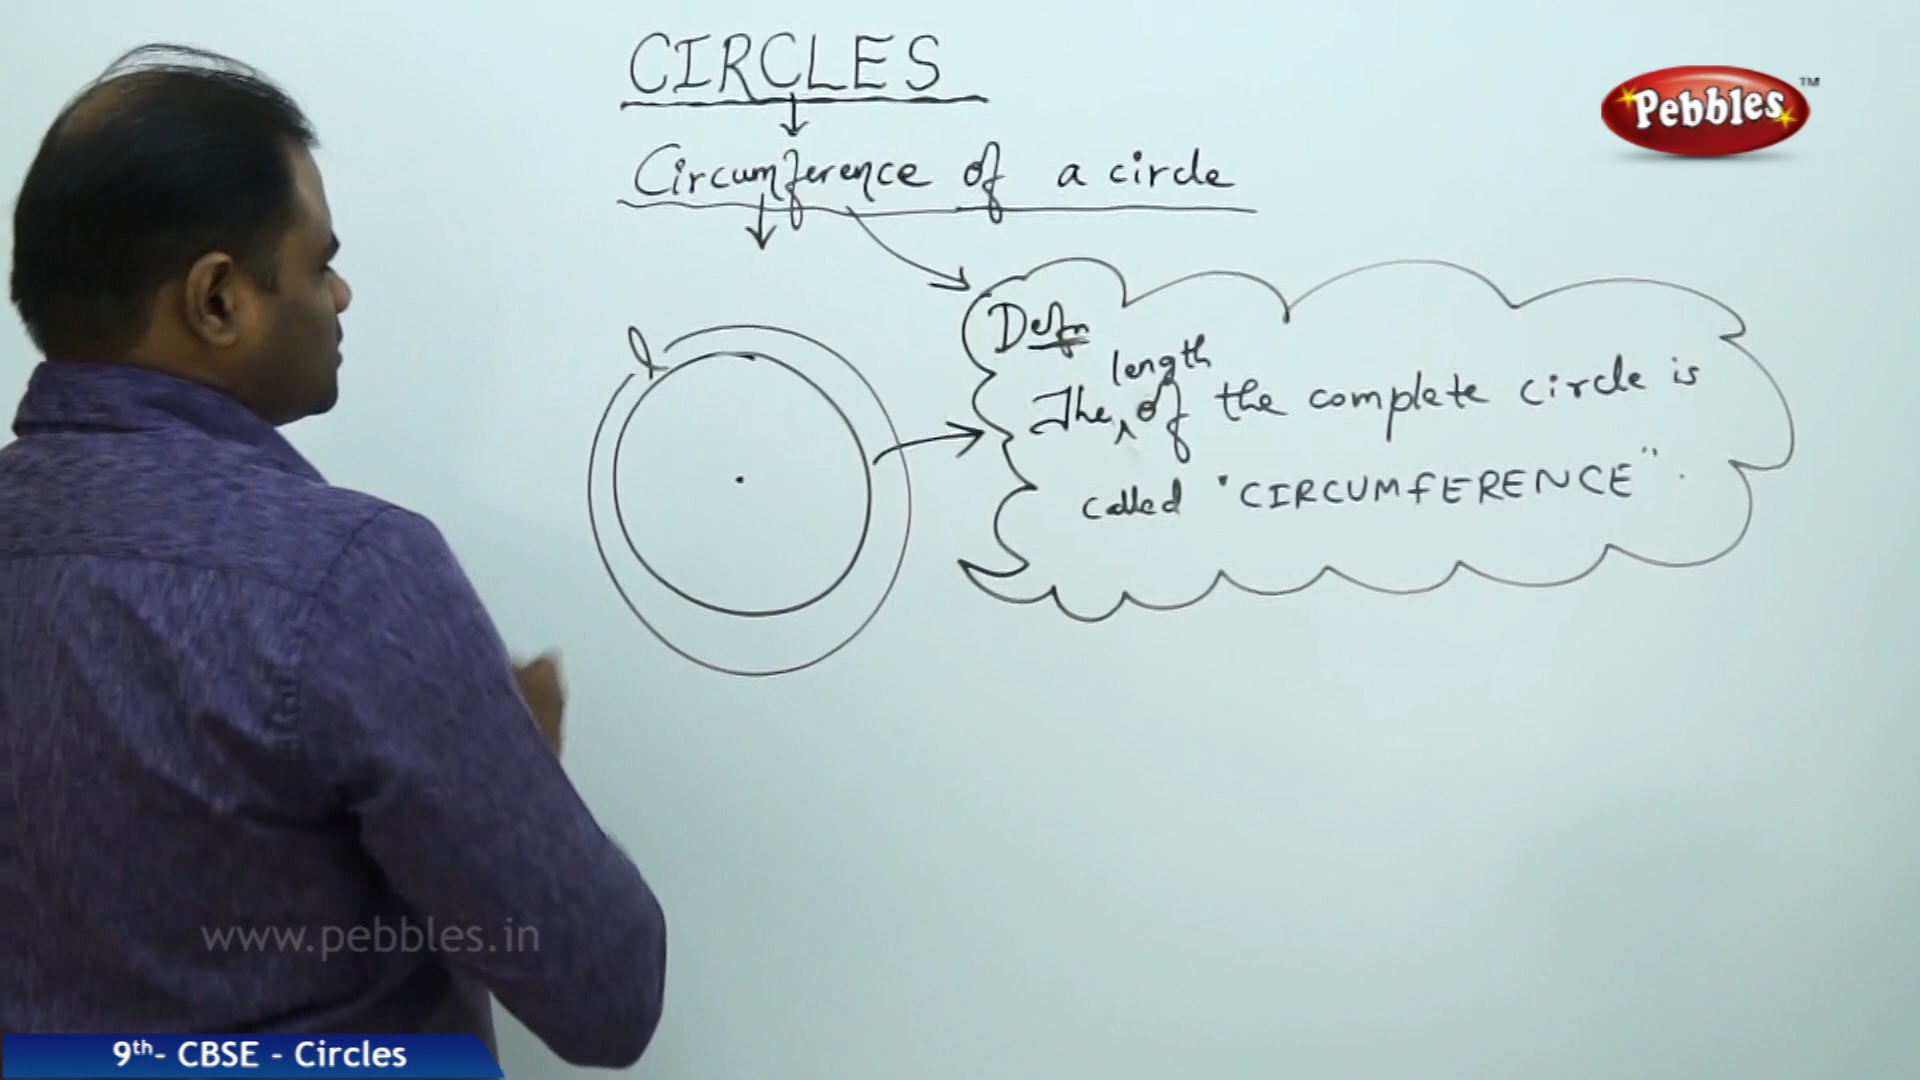 CIRCLES
Pebbles™
Circumference of a circle
Defn
l
length
The ^ of the complete circle is
called "CIRCUMFERENCE".
www.pebbles.in
9th- CBSE - Circles